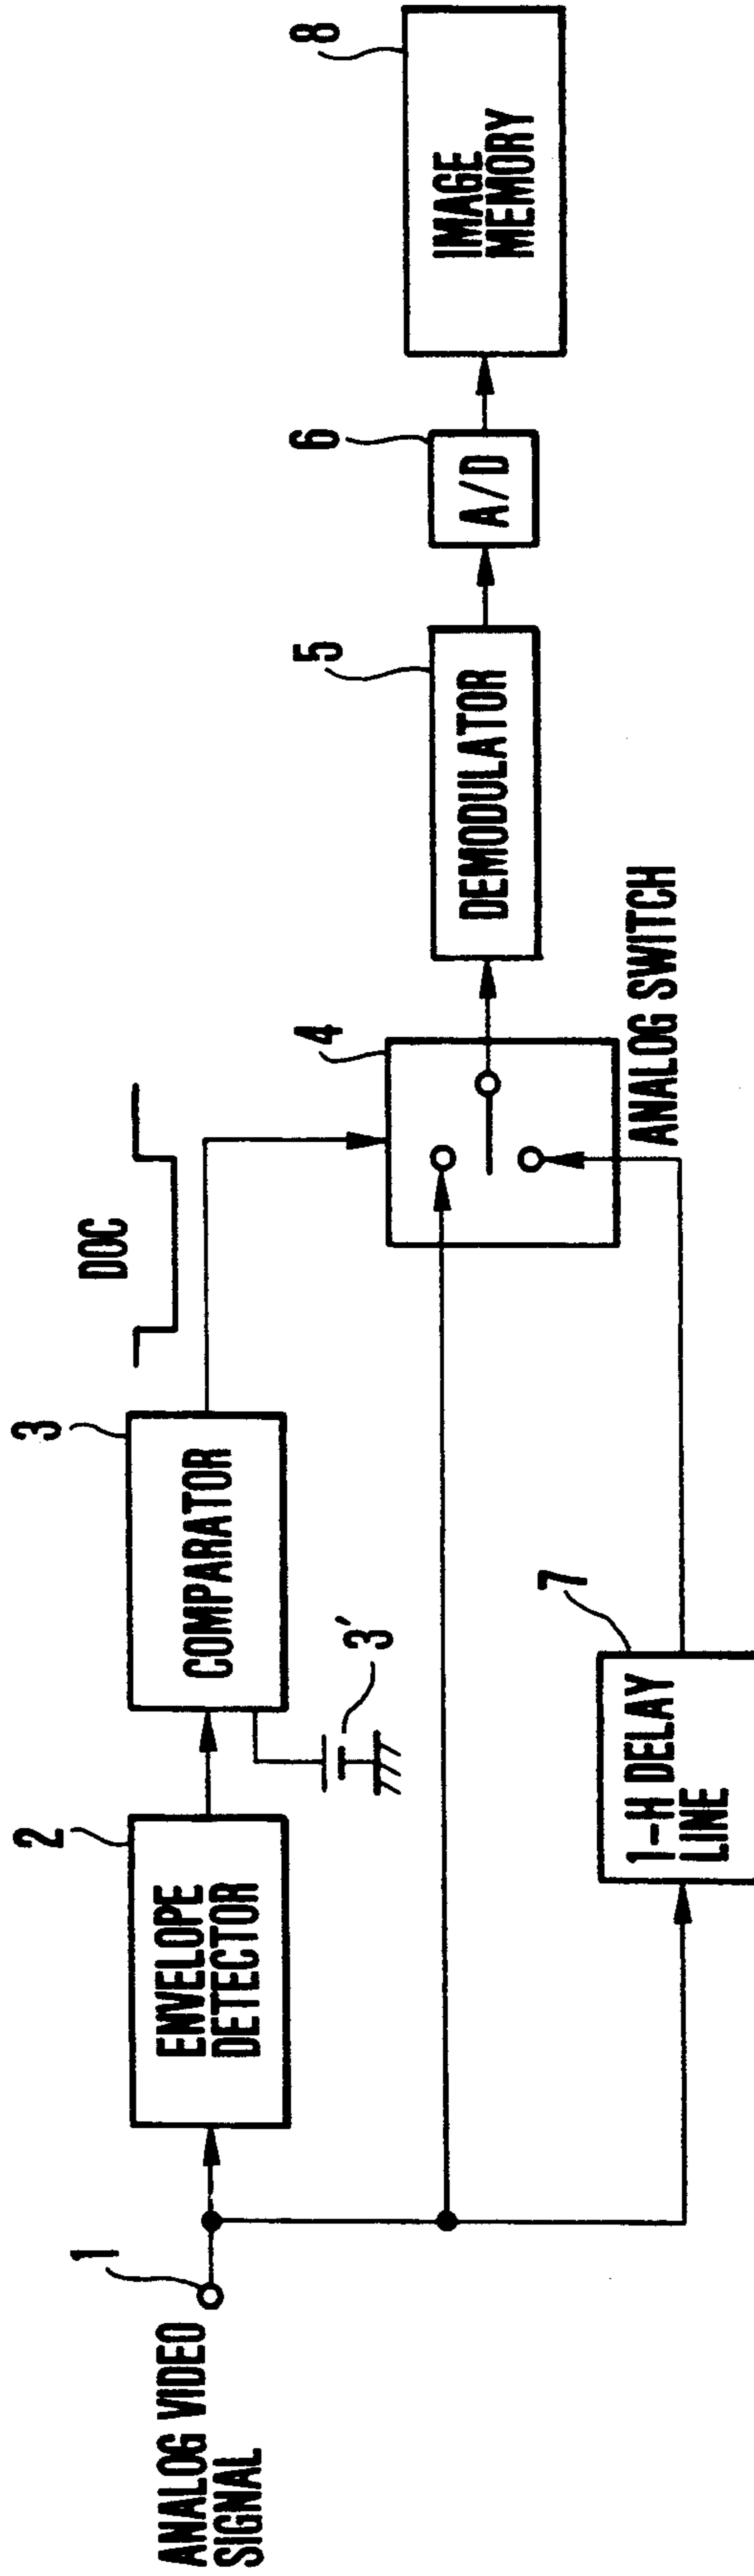 ANALOG VIDEO
SIGNAL
1
2
ENVELOPE
DETECTOR
3
COMPARATOR
3'
DOC
4
ANALOG SWITCH
7
1-H DELAY
LINE
5
DEMODULATOR
6
A/D
8
IMAGE
MEMORY